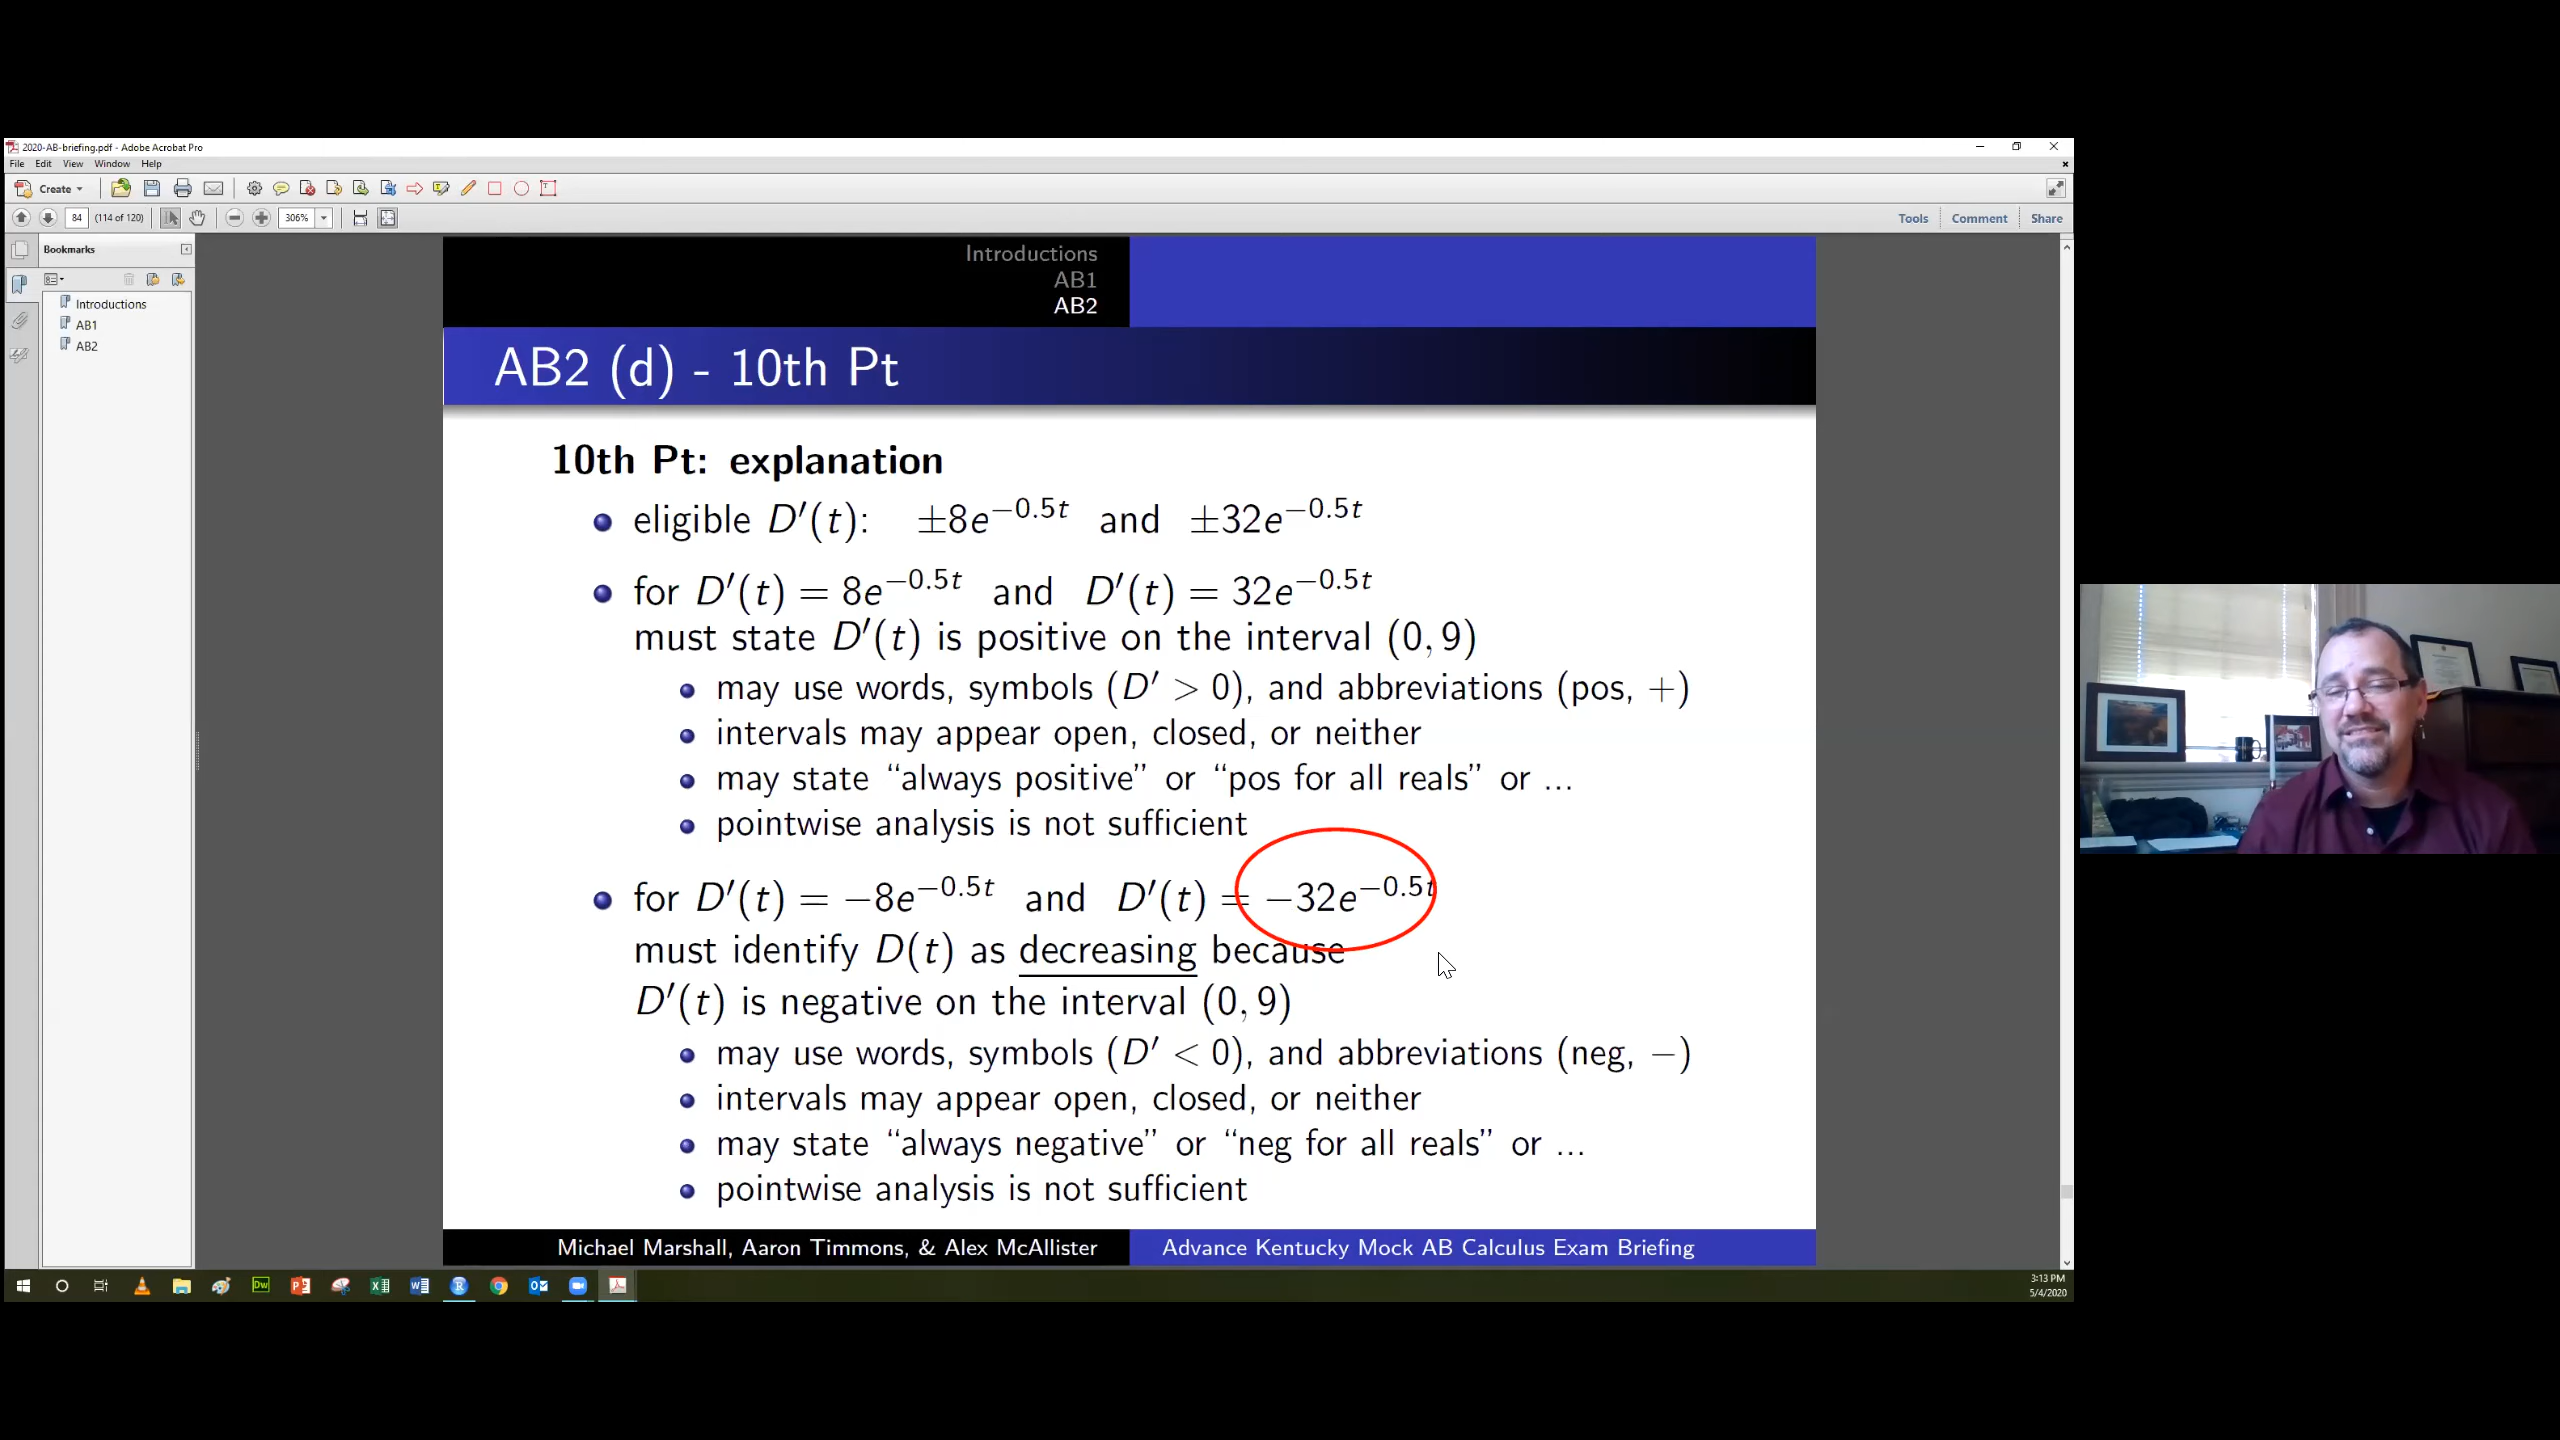 2020-AB-briefing.pdf - Adobe Acrobat Pro
File Edit View Window Help
Create
84 (114 of 120) 306% Tools Comment Share
Bookmarks
Introductions
AB1
AB2
Introductions
AB1
AB2
AB2 (d) - 10th Pt
10th Pt: explanation
eligible D′(t): ±8e^{−0.5t} and ±32e^{−0.5t}
for D′(t) = 8e^{−0.5t} and D′(t) = 32e^{−0.5t}
must state D′(t) is positive on the interval (0, 9)
may use words, symbols (D′ > 0), and abbreviations (pos, +)
intervals may appear open, closed, or neither
may state “always positive” or “pos for all reals” or ...
pointwise analysis is not sufficient
for D′(t) = −8e^{−0.5t} and D′(t) = −32e^{−0.5t}
must identify D(t) as decreasing because
D′(t) is negative on the interval (0, 9)
may use words, symbols (D′ < 0), and abbreviations (neg, −)
intervals may appear open, closed, or neither
may state “always negative” or “neg for all reals” or ...
pointwise analysis is not sufficient
Michael Marshall, Aaron Timmons, & Alex McAllister Advance Kentucky Mock AB Calculus Exam Briefing
3:13 PM
5/4/2020